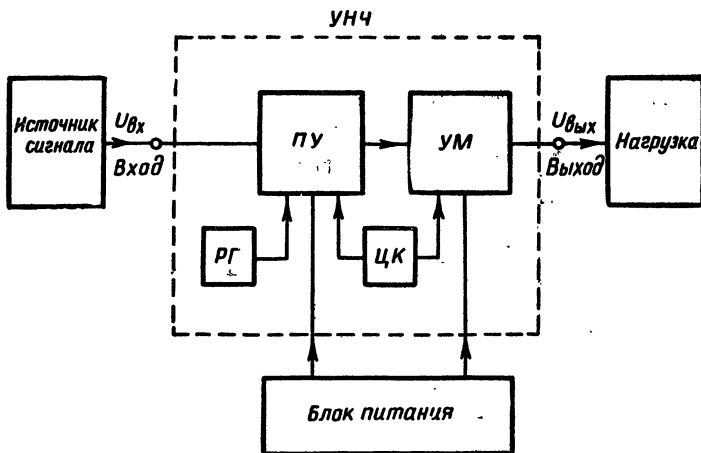 УНЧ
Источник
сигнала
Uвх
Вход
ПУ
УМ
Uвых
Выход
Нагрузка
РГ
ЦК
Блок питания